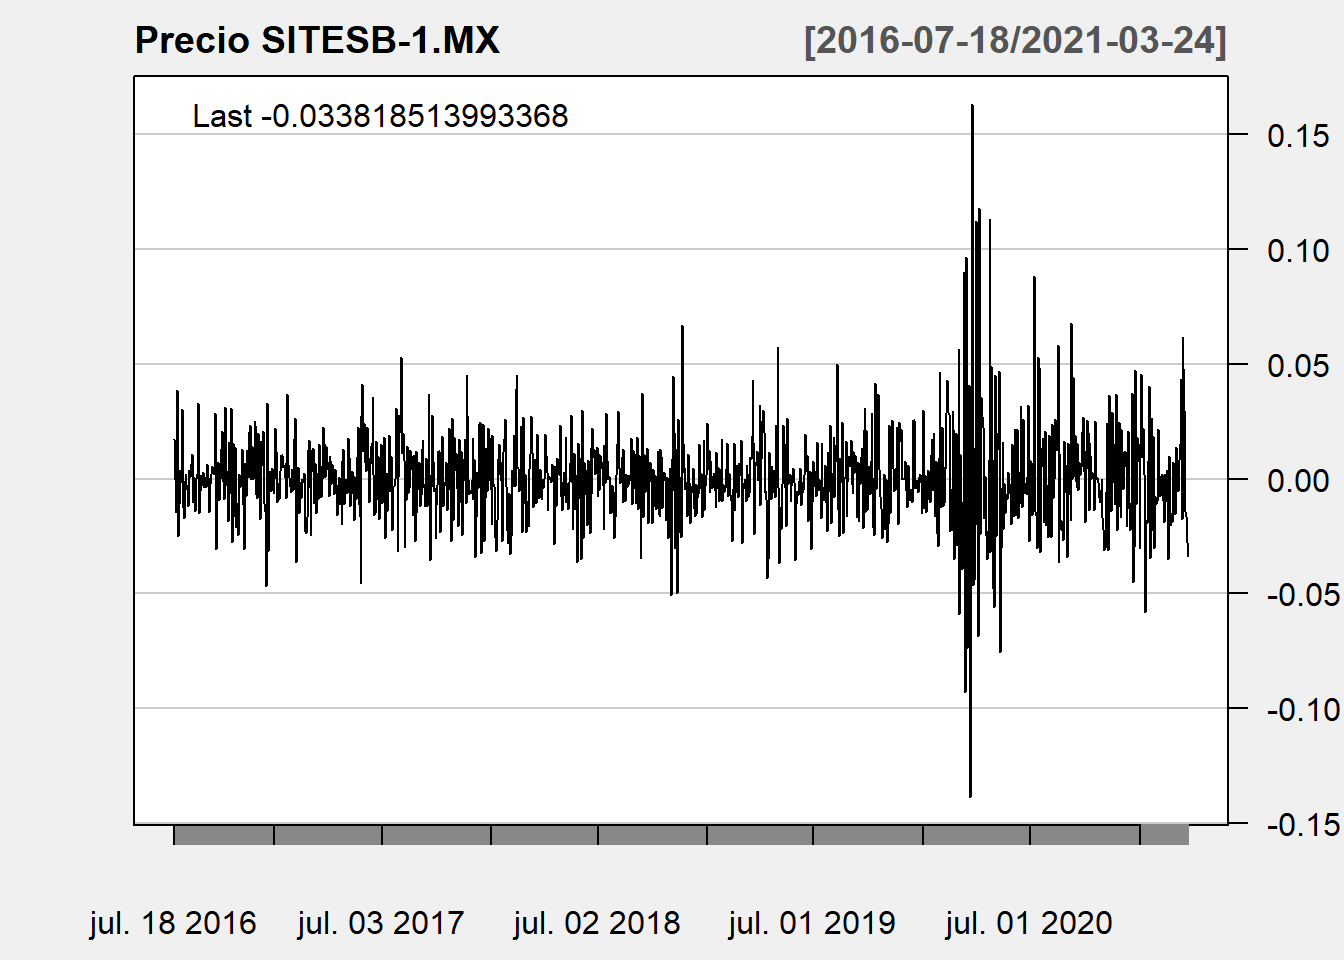 Precio SITESB-1.MX
[2016-07-18/2021-03-24]
Last -0.033818513993368
0.15
0.10
0.05
0.00
-0.05
-0.10
-0.15
jul. 18 2016
jul. 03 2017
jul. 02 2018
jul. 01 2019
jul. 01 2020